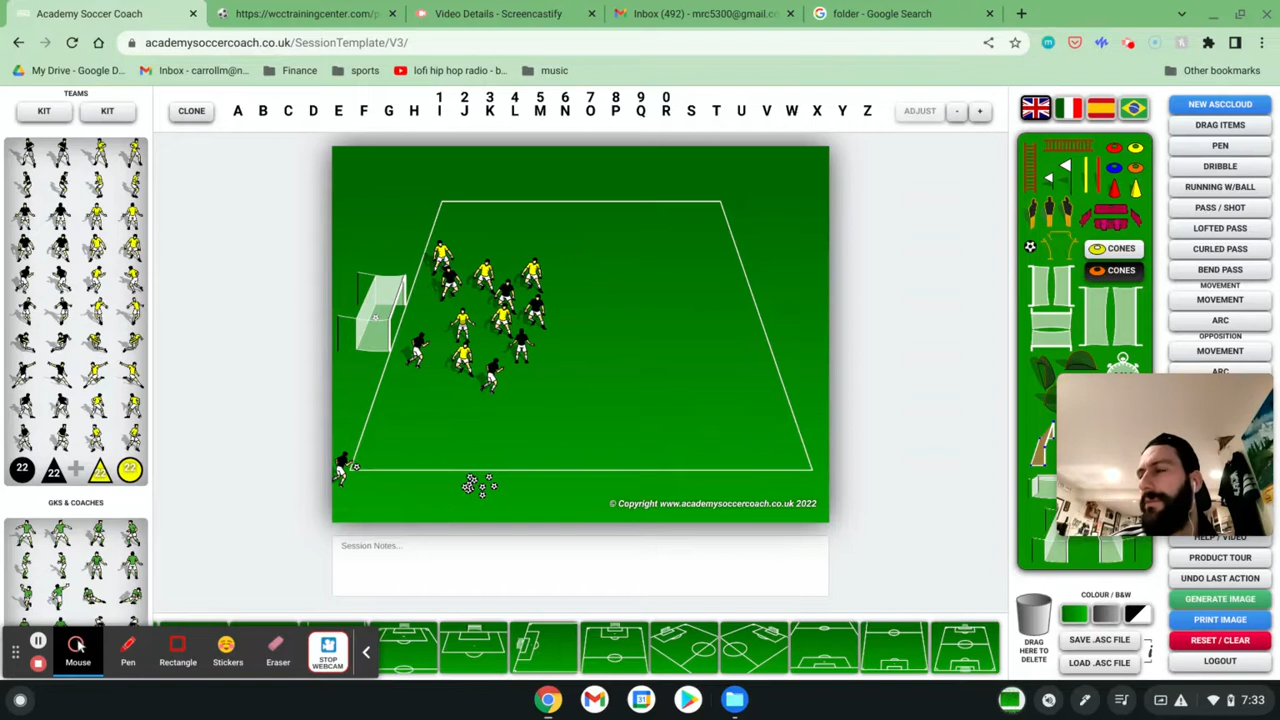 Academy Soccer Coach
https://wcctrainingcenter.com/p
Video Details - Screencastify
Inbox (492) - mrc5300@gmail.c
folder - Google Search
academysoccercoach.co.uk/SessionTemplate/V3/
My Drive - Google D...
Inbox - carrollm@n...
Finance
sports
lofi hip hop radio - b...
music
Other bookmarks
TEAMS
KIT
KIT
CLONE
1 2 3 4 5 6 7 8 9 0
A B C D E F G H I J K L M N O P Q R S T U V W X Y Z
ADJUST
-
+
NEW ASCCLOUD
DRAG ITEMS
PEN
DRIBBLE
RUNNING W/BALL
PASS / SHOT
LOFTED PASS
CURLED PASS
BEND PASS
MOVEMENT
MOVEMENT
ARC
OPPOSITION
MOVEMENT
ARC
CONES
CONES
22
22
22
22
GKS & COACHES
© Copyright www.academysoccercoach.co.uk 2022
Session Notes...
HELP / VIDEO
PRODUCT TOUR
UNDO LAST ACTION
GENERATE IMAGE
PRINT IMAGE
RESET / CLEAR
LOGOUT
COLOUR / B&W
SAVE .ASC FILE
LOAD .ASC FILE
i
DRAG
HERE TO
DELETE
Mouse
Pen
Rectangle
Stickers
Eraser
STOP
WEBCAM
31
7:33